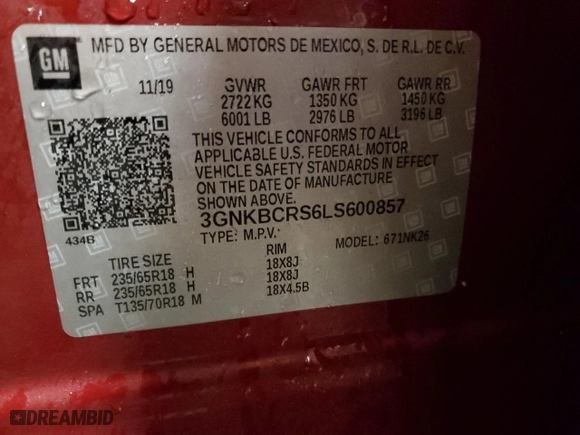 GM
MFD BY GENERAL MOTORS DE MEXICO, S. DE R.L. DE C.V.
11/19 GVWR GAWR FRT GAWR RR
2722 KG 1350 KG 1450 KG
6001 LB 2976 LB 3196 LB
THIS VEHICLE CONFORMS TO ALL
APPLICABLE U.S. FEDERAL MOTOR
VEHICLE SAFETY STANDARDS IN EFFECT
ON THE DATE OF MANUFACTURE
SHOWN ABOVE.
3GNKBCRS6LS600857
434B TYPE: M.P.V. MODEL: 671NK26
TIRE SIZE RIM
FRT 235/65R18 H 18X8J
RR 235/65R18 H 18X8J
SPA T135/70R18 M 18X4.5B
DREAMBID